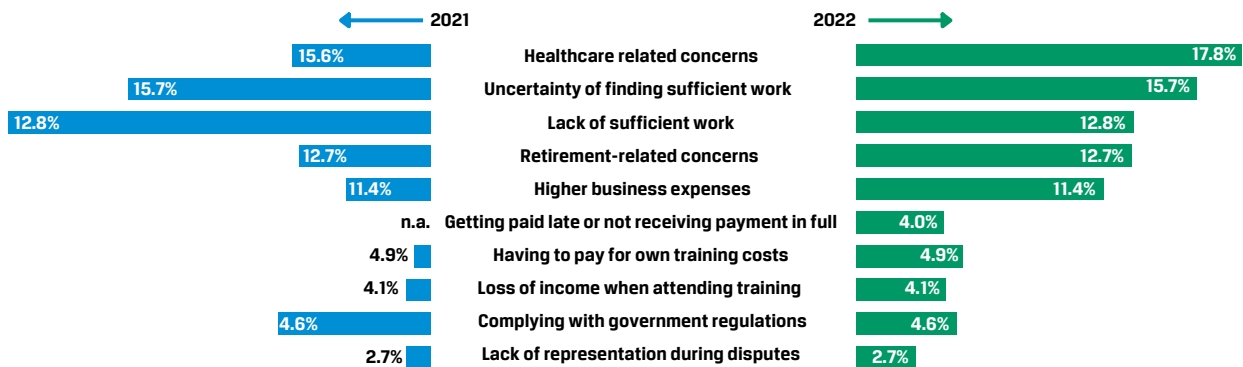 2021 2022
15.6% Healthcare related concerns 17.8%
15.7% Uncertainty of finding sufficient work 15.7%
12.8% Lack of sufficient work 12.8%
12.7% Retirement-related concerns 12.7%
11.4% Higher business expenses 11.4%
n.a. Getting paid late or not receiving payment in full 4.0%
4.9% Having to pay for own training costs 4.9%
4.1% Loss of income when attending training 4.1%
4.6% Complying with government regulations 4.6%
2.7% Lack of representation during disputes 2.7%